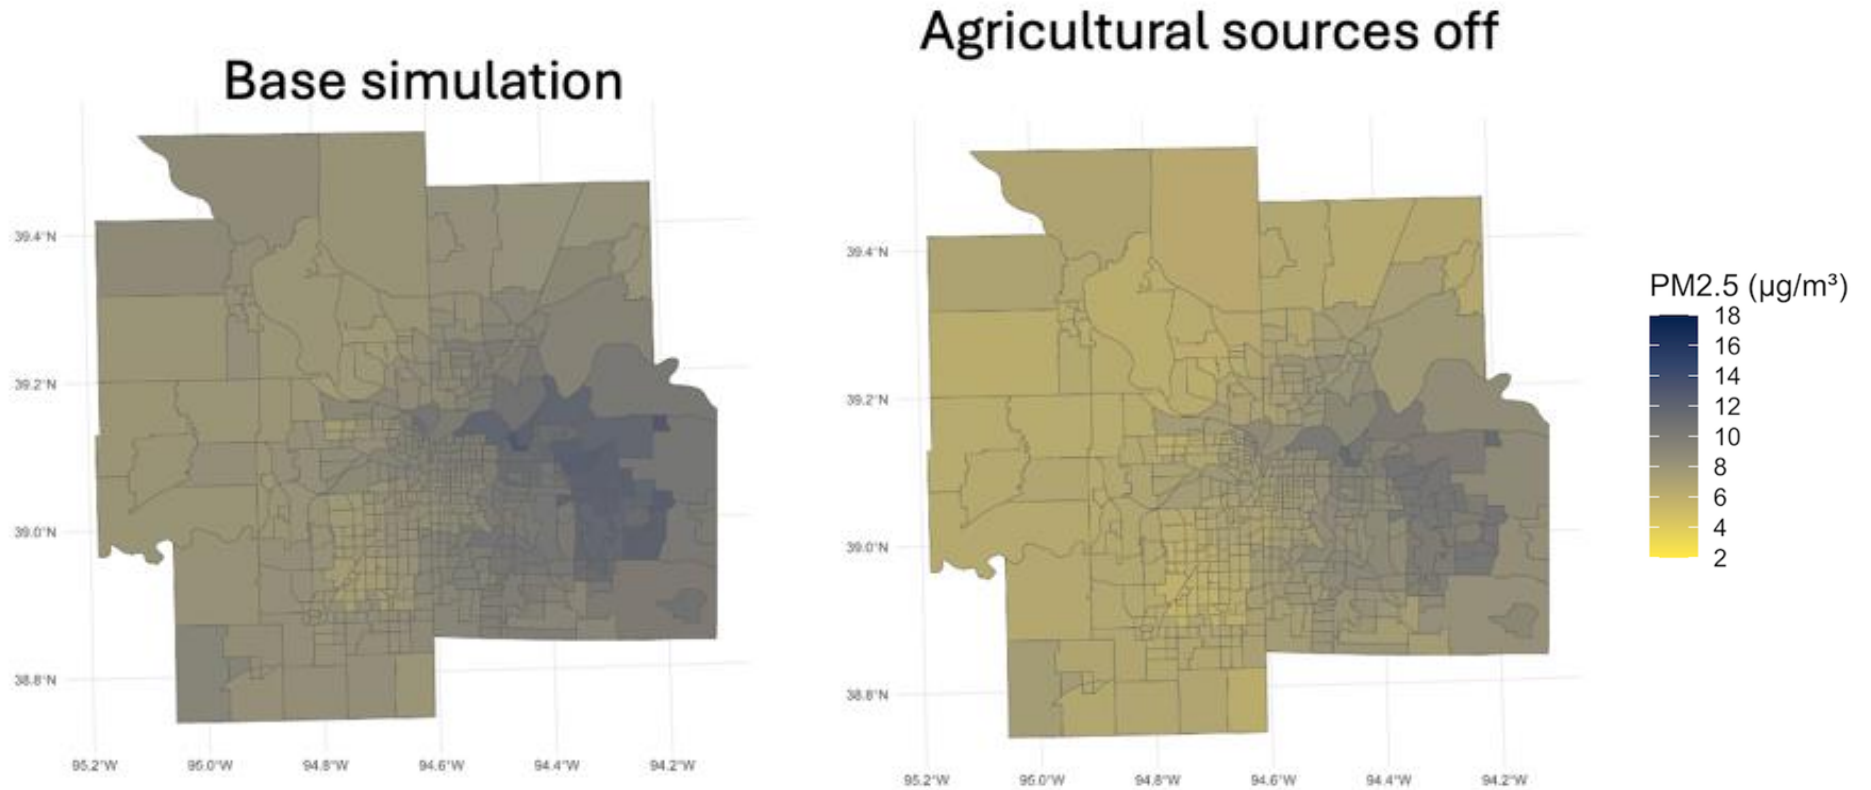 Base simulation
39.4°N
39.2°N
39.0°N
38.8°N
95.2°W
95.0°W
94.8°W
94.6°W
94.4°W
94.2°W
Agricultural sources off
39.4°N
39.2°N
39.0°N
38.8°N
95.2°W
95.0°W
94.8°W
94.6°W
94.4°W
94.2°W
PM2.5 (µg/m³)
18
16
14
12
10
8
6
4
2